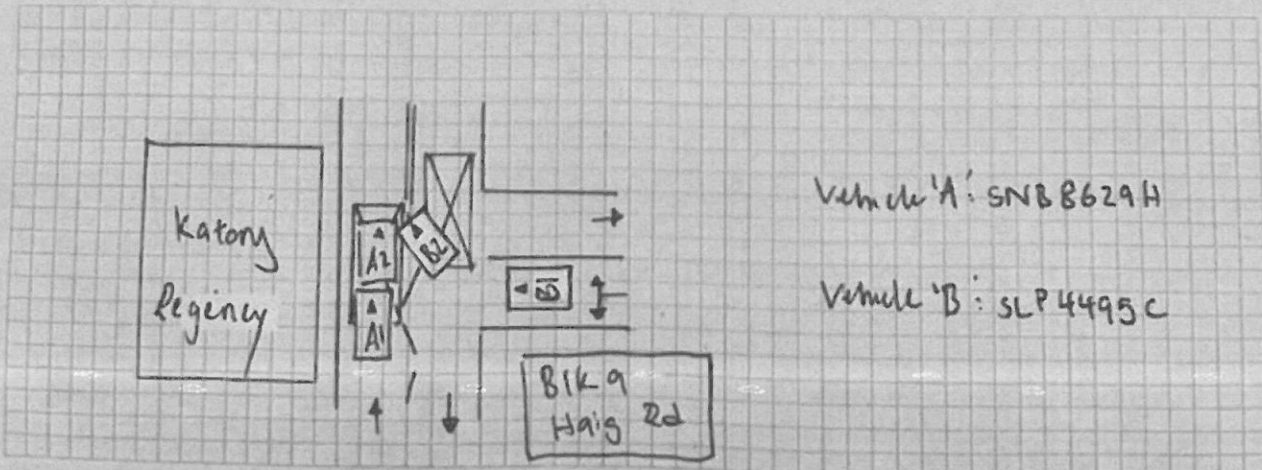 Katong
Regency
A2
A1
B2
Blk 9
Haig Rd
Vehicle 'A': SNB8629H
Vehicle 'B': SLP4495C